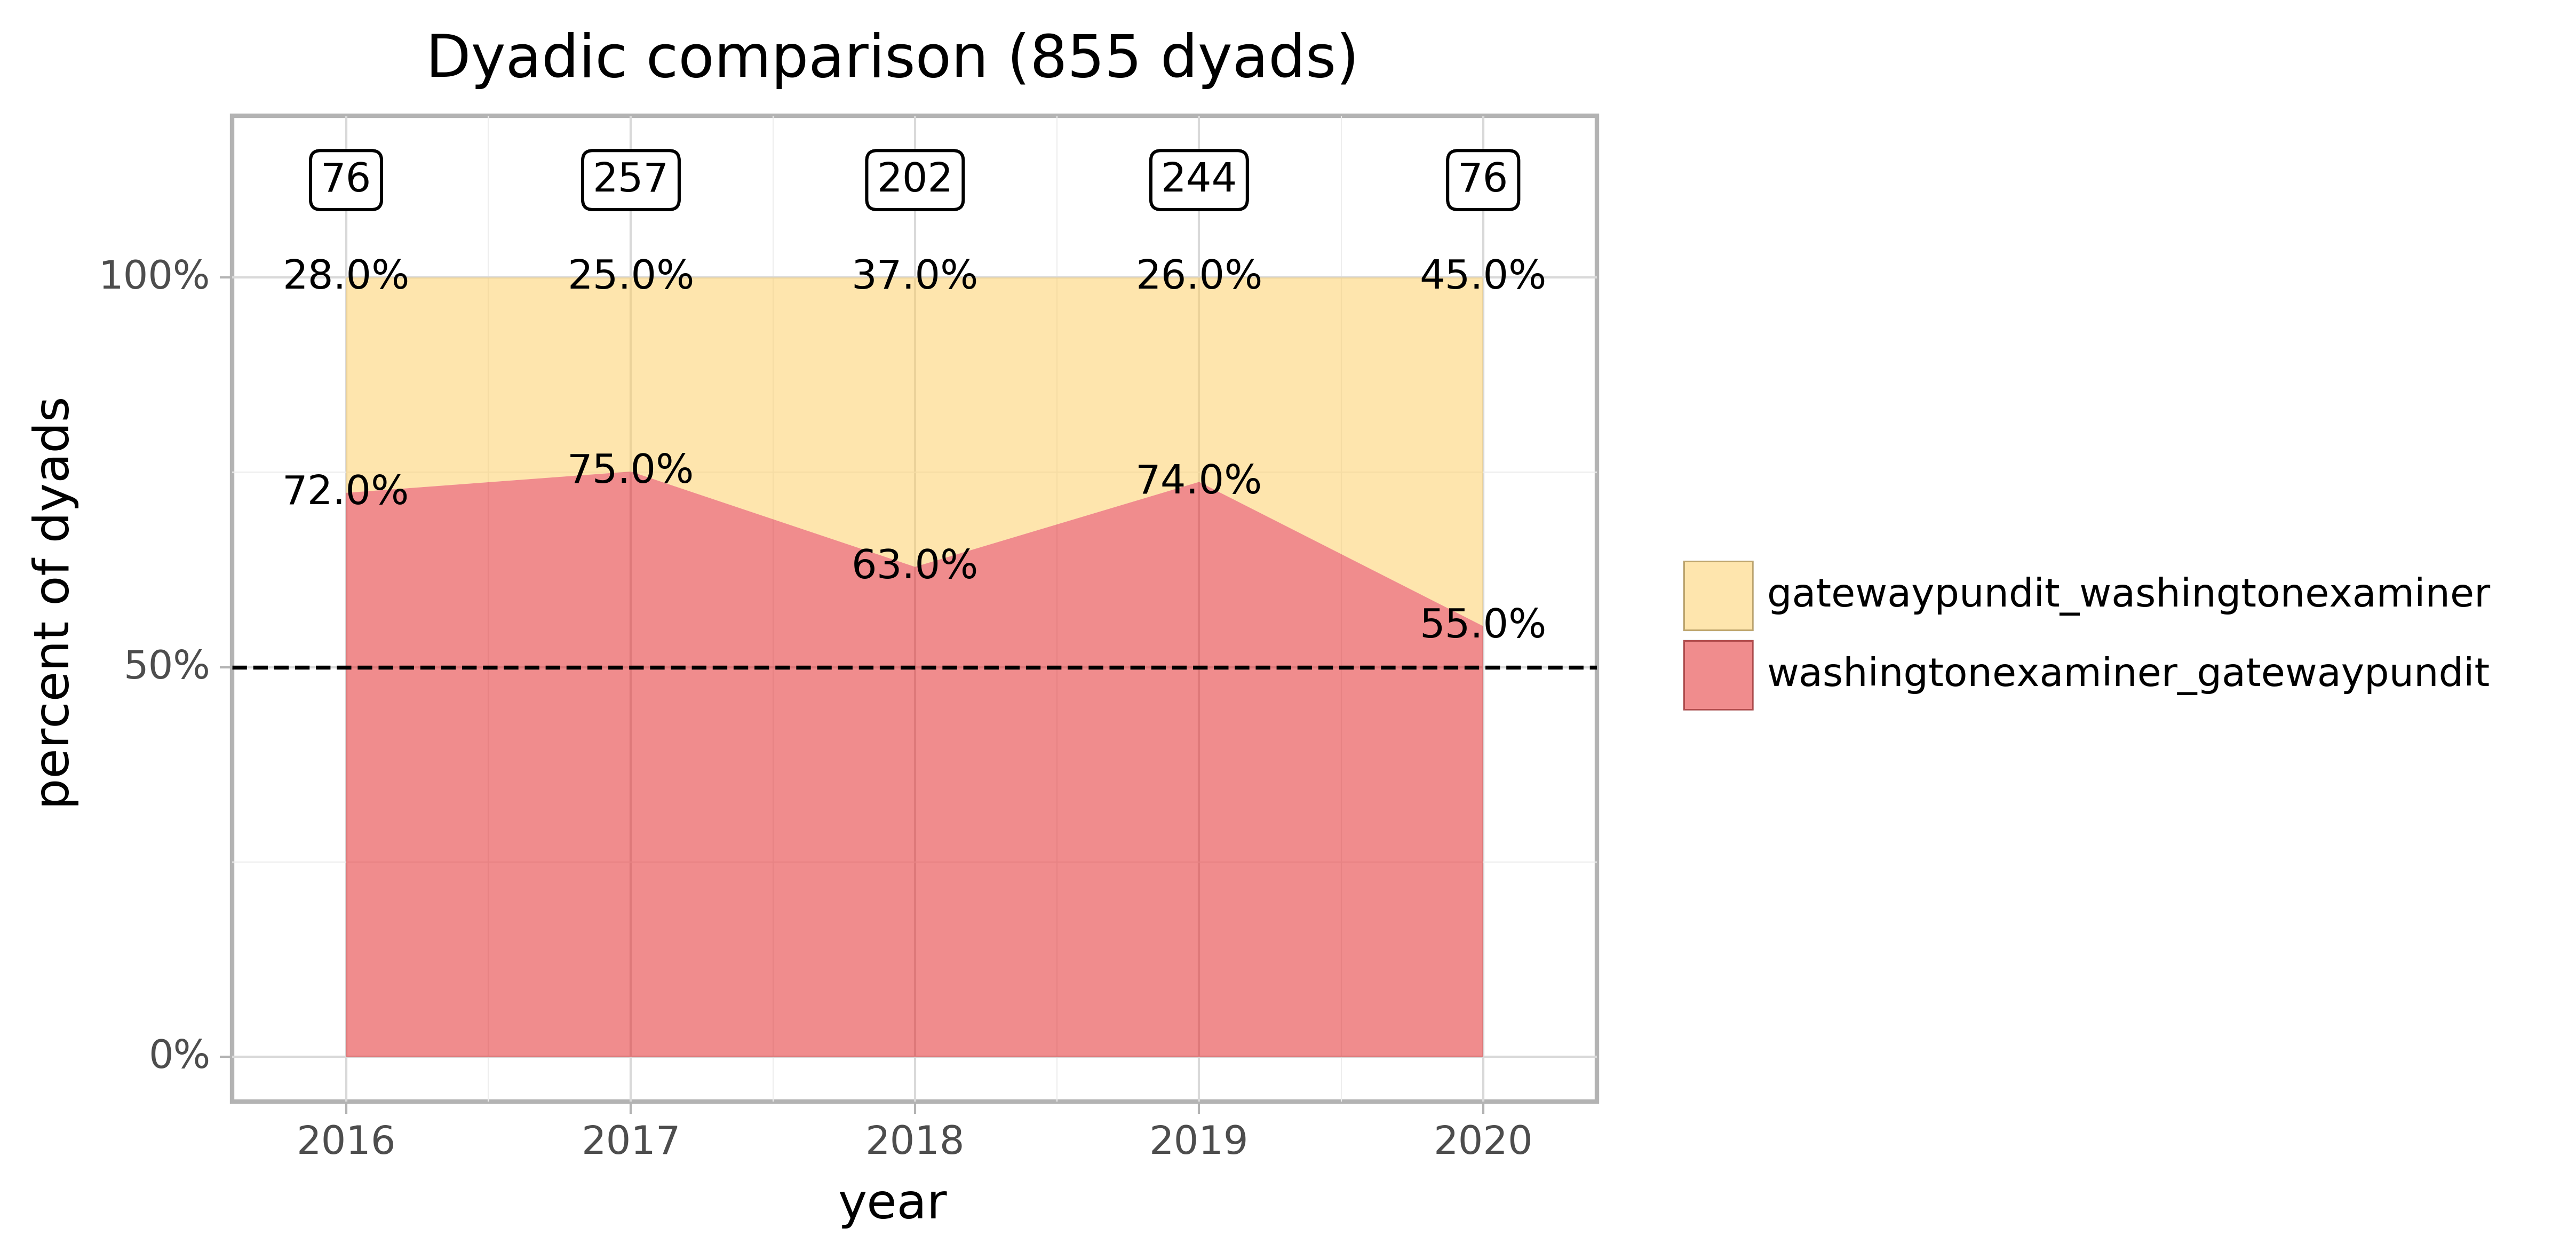 Dyadic comparison (855 dyads)
76 257 202 244 76
100% 28.0% 25.0% 37.0% 26.0% 45.0%
72.0% 75.0% 63.0% 74.0% 55.0%
50%
0%
2016 2017 2018 2019 2020
year
percent of dyads
gatewaypundit_washingtonexaminer
washingtonexaminer_gatewaypundit